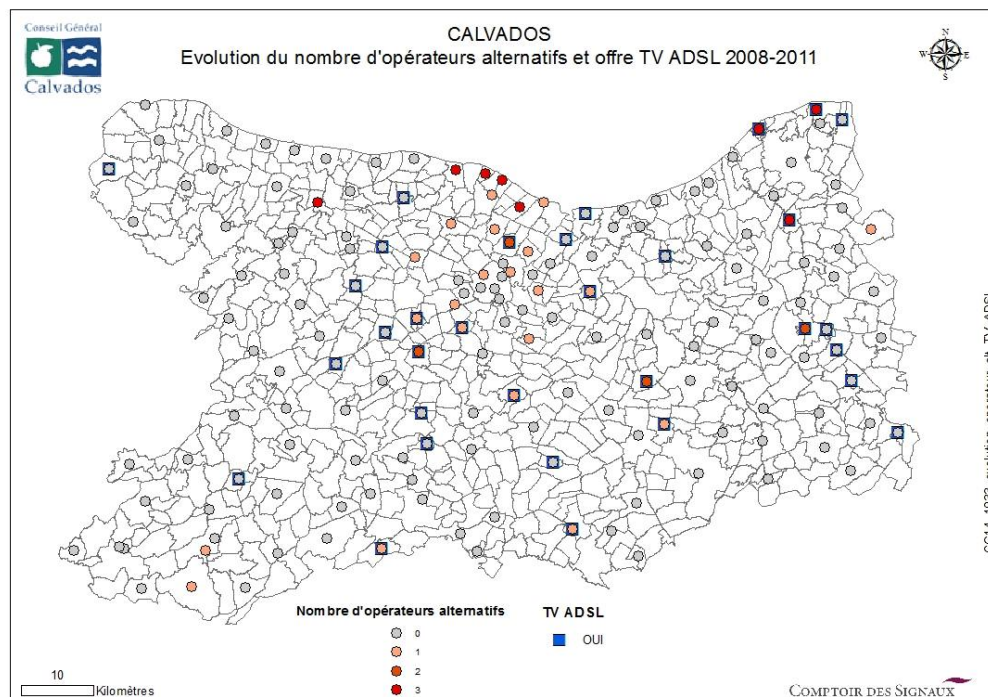 Conseil Général
Calvados
CALVADOS
Evolution du nombre d'opérateurs alternatifs et offre TV ADSL 2008-2011
N
W
E
S
Nombre d'opérateurs alternatifs
0
1
2
3
TV ADSL
OUI
10
Kilomètres
COMPTOIR DES SIGNAUX